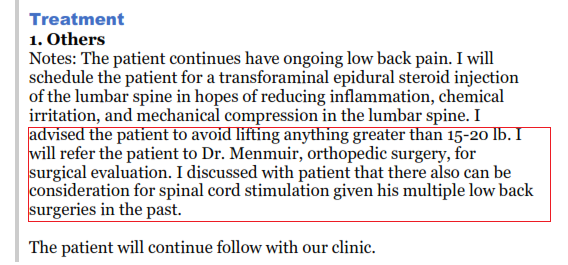 Treatment
1. Others
Notes: The patient continues have ongoing low back pain. I will
schedule the patient for a transforaminal epidural steroid injection
of the lumbar spine in hopes of reducing inflammation, chemical
irritation, and mechanical compression in the lumbar spine. I
advised the patient to avoid lifting anything greater than 15-20 lb. I
will refer the patient to Dr. Menmuir, orthopedic surgery, for
surgical evaluation. I discussed with patient that there also can be
consideration for spinal cord stimulation given his multiple low back
surgeries in the past.
The patient will continue follow with our clinic.